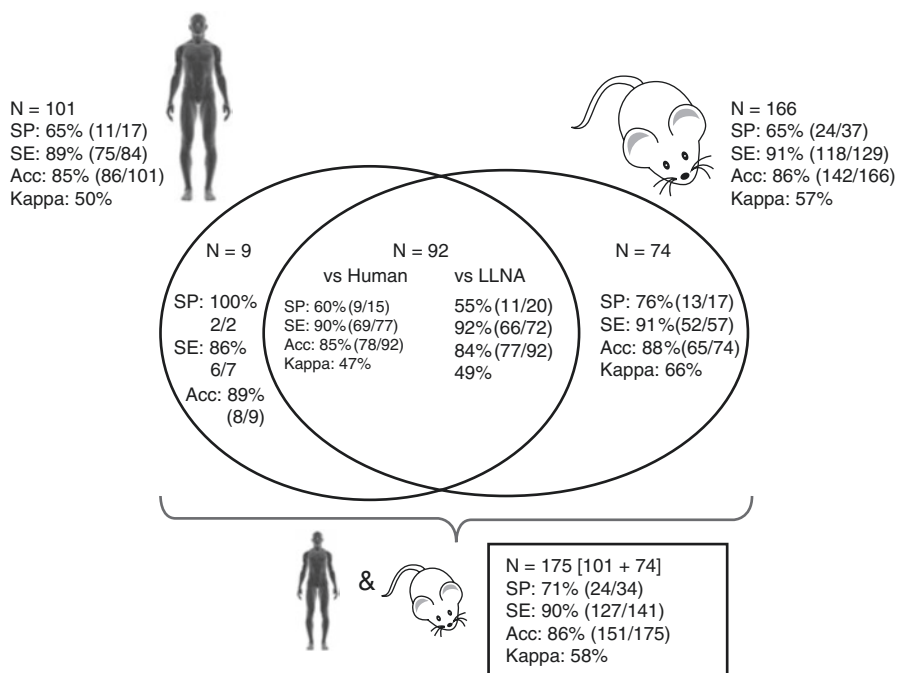 N = 101
SP: 65% (11/17)
SE: 89% (75/84)
Acc: 85% (86/101)
Kappa: 50%
N = 166
SP: 65% (24/37)
SE: 91% (118/129)
Acc: 86% (142/166)
Kappa: 57%
N = 9
SP: 100%
2/2
SE: 86%
6/7
Acc: 89%
(8/9)
N = 92
vs Human
SP: 60%(9/15)
SE: 90%(69/77)
Acc: 85%(78/92)
Kappa: 47%
vs LLNA
55%(11/20)
92%(66/72)
84%(77/92)
49%
N = 74
SP: 76%(13/17)
SE: 91%(52/57)
Acc: 88%(65/74)
Kappa: 66%
&
N = 175 [101 + 74]
SP: 71% (24/34)
SE: 90% (127/141)
Acc: 86% (151/175)
Kappa: 58%